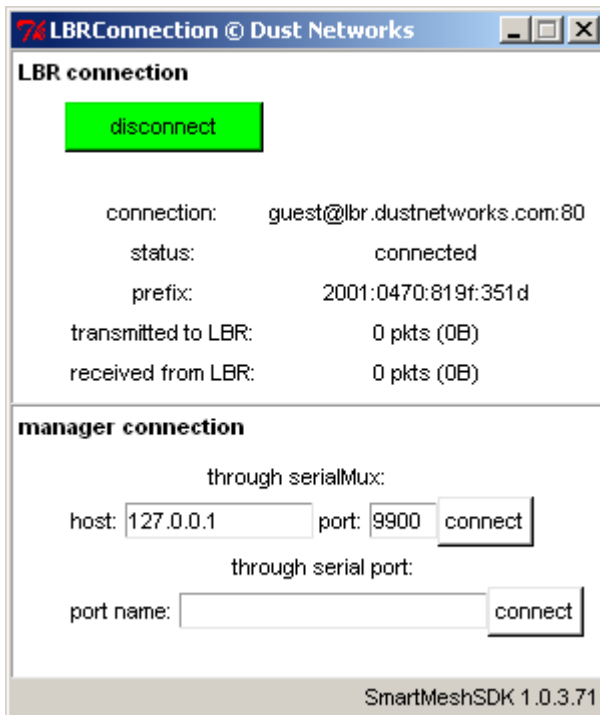 LBRConnection © Dust Networks
LBR connection
disconnect
connection: guest@lbr.dustnetworks.com:80
status: connected
prefix: 2001:0470:819f:351d
transmitted to LBR: 0 pkts (0B)
received from LBR: 0 pkts (0B)
manager connection
through serialMux:
host: 127.0.0.1 port: 9900 connect
through serial port:
port name: connect
SmartMeshSDK 1.0.3.71